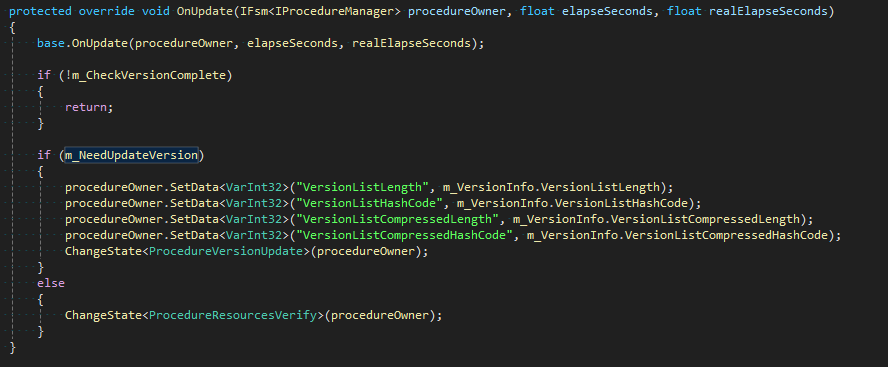 protected override void OnUpdate(IFsm<IProcedureManager> procedureOwner, float elapseSeconds, float realElapseSeconds)
{
base.OnUpdate(procedureOwner, elapseSeconds, realElapseSeconds);
if (!m_CheckVersionComplete)
{
return;
}
if (m_NeedUpdateVersion)
{
procedureOwner.SetData<VarInt32>("VersionListLength", m_VersionInfo.VersionListLength);
procedureOwner.SetData<VarInt32>("VersionListHashCode", m_VersionInfo.VersionListHashCode);
procedureOwner.SetData<VarInt32>("VersionListCompressedLength", m_VersionInfo.VersionListCompressedLength);
procedureOwner.SetData<VarInt32>("VersionListCompressedHashCode", m_VersionInfo.VersionListCompressedHashCode);
ChangeState<ProcedureVersionUpdate>(procedureOwner);
}
else
{
ChangeState<ProcedureResourcesVerify>(procedureOwner);
}
}